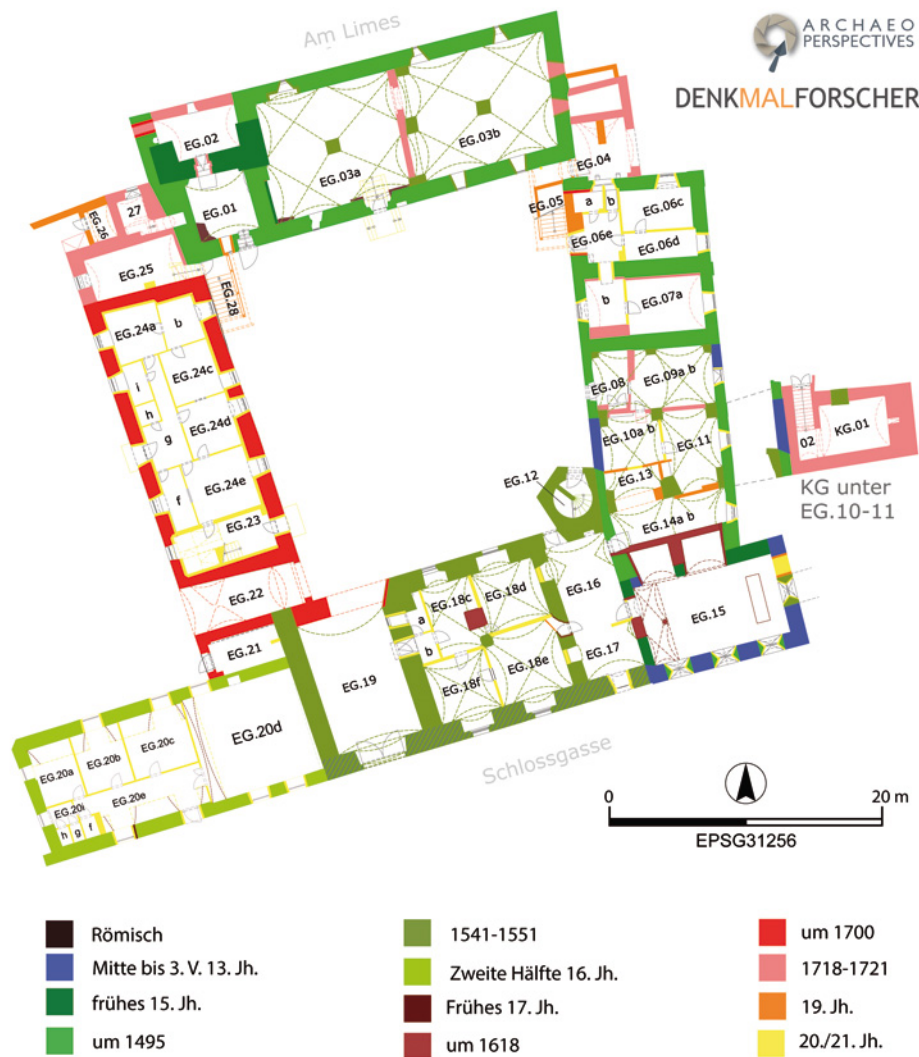 Am Limes
ARCHAEO
PERSPECTIVES
DENKMALFORSCHER
EG.02
EG.03b
EG.03a
EG.04
EG.01
EG.05
a
b
EG.06c
EG.26
27
EG.06e
EG.06d
EG.25
EG.28
b
EG.07a
EG.24a
b
EG.08
EG.09a b
i
EG.24c
h
EG.24d
g
EG.10a b
EG.11
02
KG.01
EG.12
EG.13
KG unter
EG.10-11
f
EG.24e
EG.23
EG.14a b
EG.22
EG.16
EG.18c
EG.18d
a
EG.15
b
EG.21
EG.17
EG.19
EG.18f
EG.18e
EG.20d
EG.20c
EG.20b
EG.20a
EG.20e
EG.20i
h
g
f
Schlossgasse
0
20 m
EPSG31256
Römisch
Mitte bis 3. V. 13. Jh.
frühes 15. Jh.
um 1495
1541-1551
Zweite Hälfte 16. Jh.
Frühes 17. Jh.
um 1618
um 1700
1718-1721
19. Jh.
20./21. Jh.